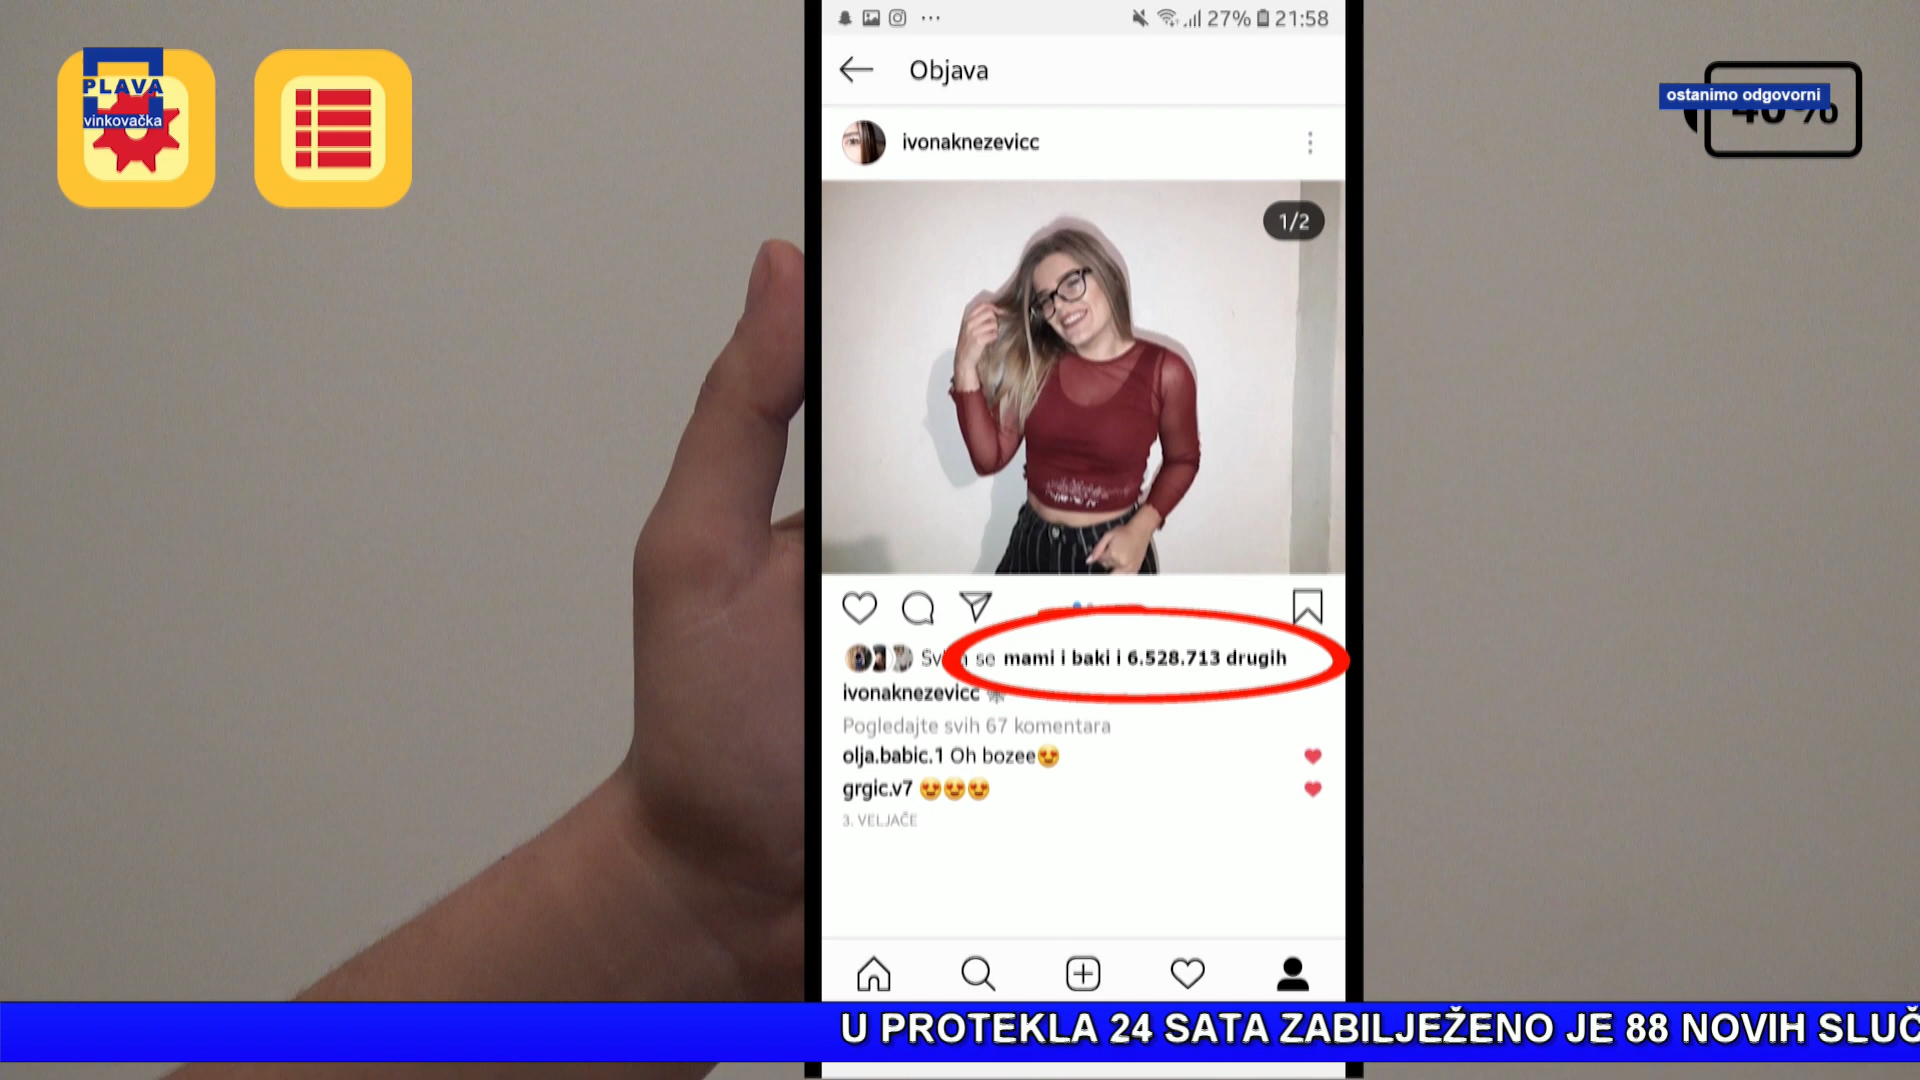 27% 21:58
PLAVA
vinkovačka
Objava
ostanimo odgovorni
40%
ivonaknezevicc
1/2
se mami i baki i 6.528.713 drugih
ivonaknezevicc
Pogledajte svih 67 komentara
olja.babic.1 Oh bozee😍
grgic.v7 😍😍😍
3. VELJAČE
U PROTEKLA 24 SATA ZABILJEŽENO JE 88 NOVIH SLUČ